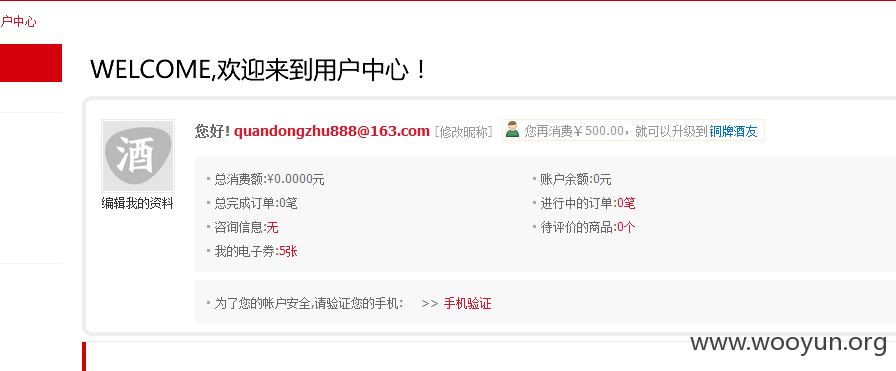 户中心
WELCOME,欢迎来到用户中心！
您好! quandongzhu888@163.com [修改昵称] 您再消费￥500.00，就可以升级到铜牌酒友
酒
编辑我的资料
总消费额:¥0.0000元 账户余额:0元
总完成订单:0笔 进行中的订单:0笔
咨询信息:无 待评价的商品:0个
我的电子券:5张
为了您的帐户安全,请验证您的手机: >> 手机验证
www.wooyun.org